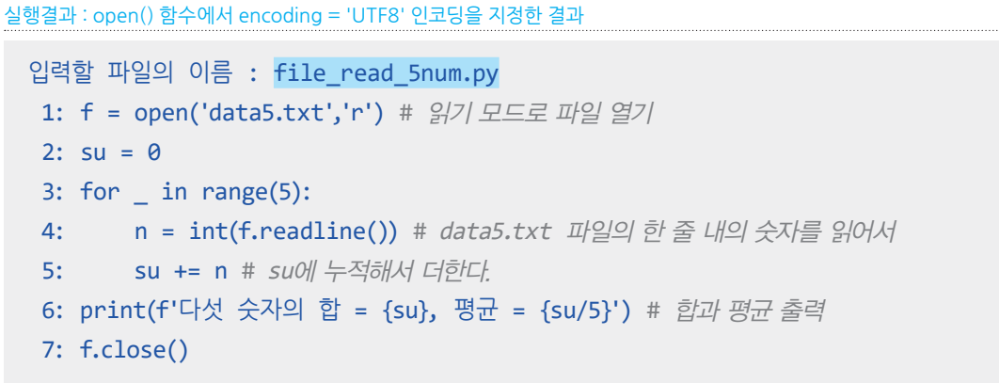 실행결과 : open() 함수에서 encoding = 'UTF8' 인코딩을 지정한 결과
입력할 파일의 이름 : file_read_5num.py
1: f = open('data5.txt','r') # 읽기 모드로 파일 열기
2: su = 0
3: for _ in range(5):
4:     n = int(f.readline()) # data5.txt 파일의 한 줄 내의 숫자를 읽어서
5:     su += n # su에 누적해서 더한다.
6: print(f'다섯 숫자의 합 = {su}, 평균 = {su/5}') # 합과 평균 출력
7: f.close()